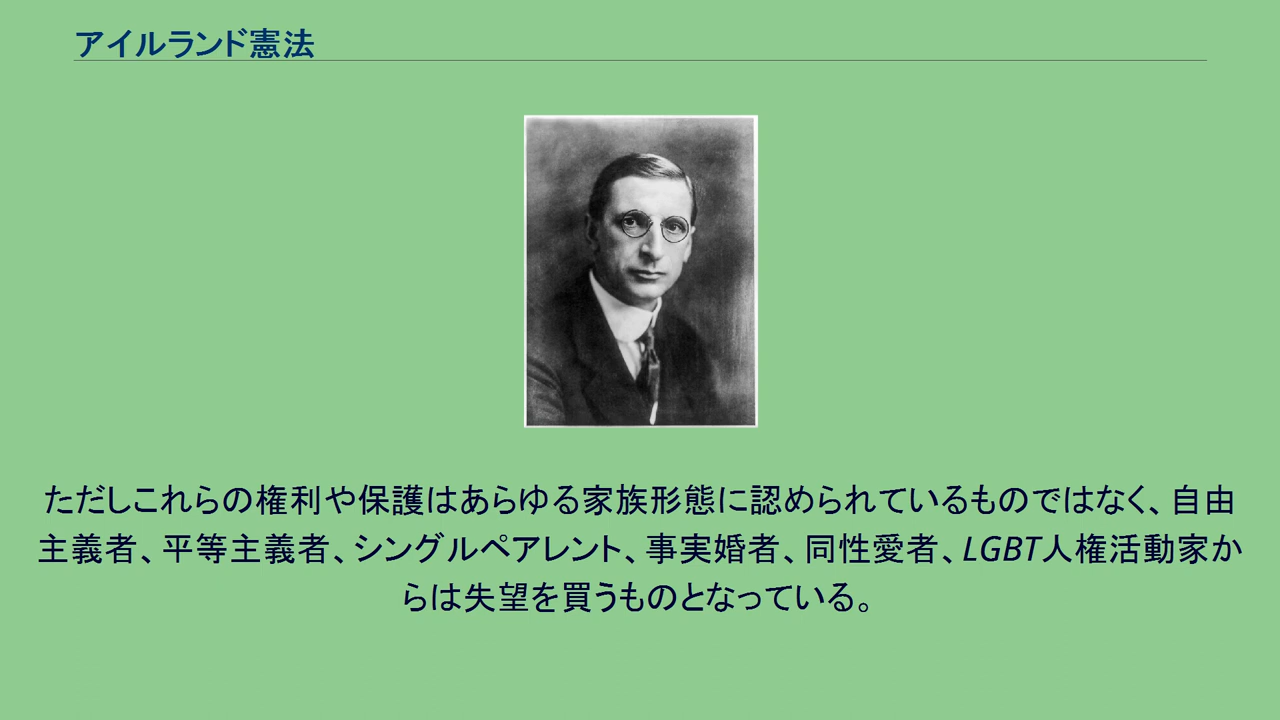 アイルランド憲法
ただしこれらの権利や保護はあらゆる家族形態に認められているものではなく、自由
主義者、平等主義者、シングルペアレント、事実婚者、同性愛者、LGBT人権活動家か
らは失望を買うものとなっている。